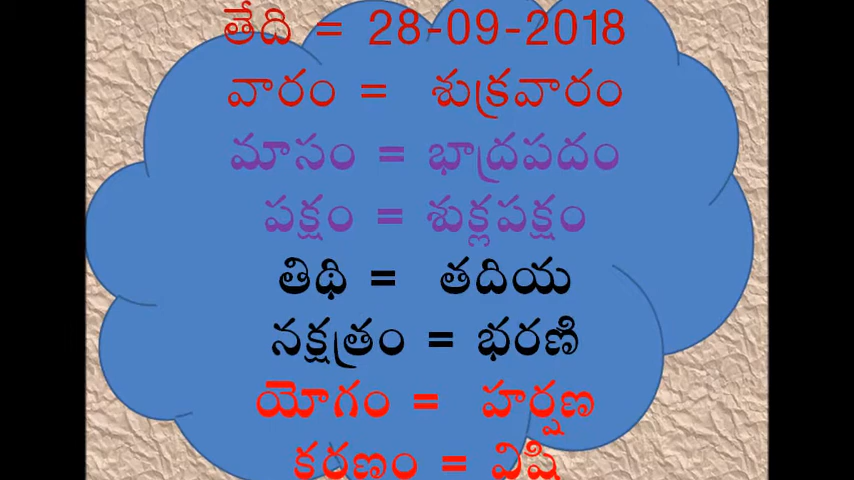 తేది = 28-09-2018
వారం = శుక్రవారం
మాసం = భాద్రపదం
పక్షం = శుక్లపక్షం
తిథి = తదియ
నక్షత్రం = భరణి
యోగం = హర్షణ
కరణం =